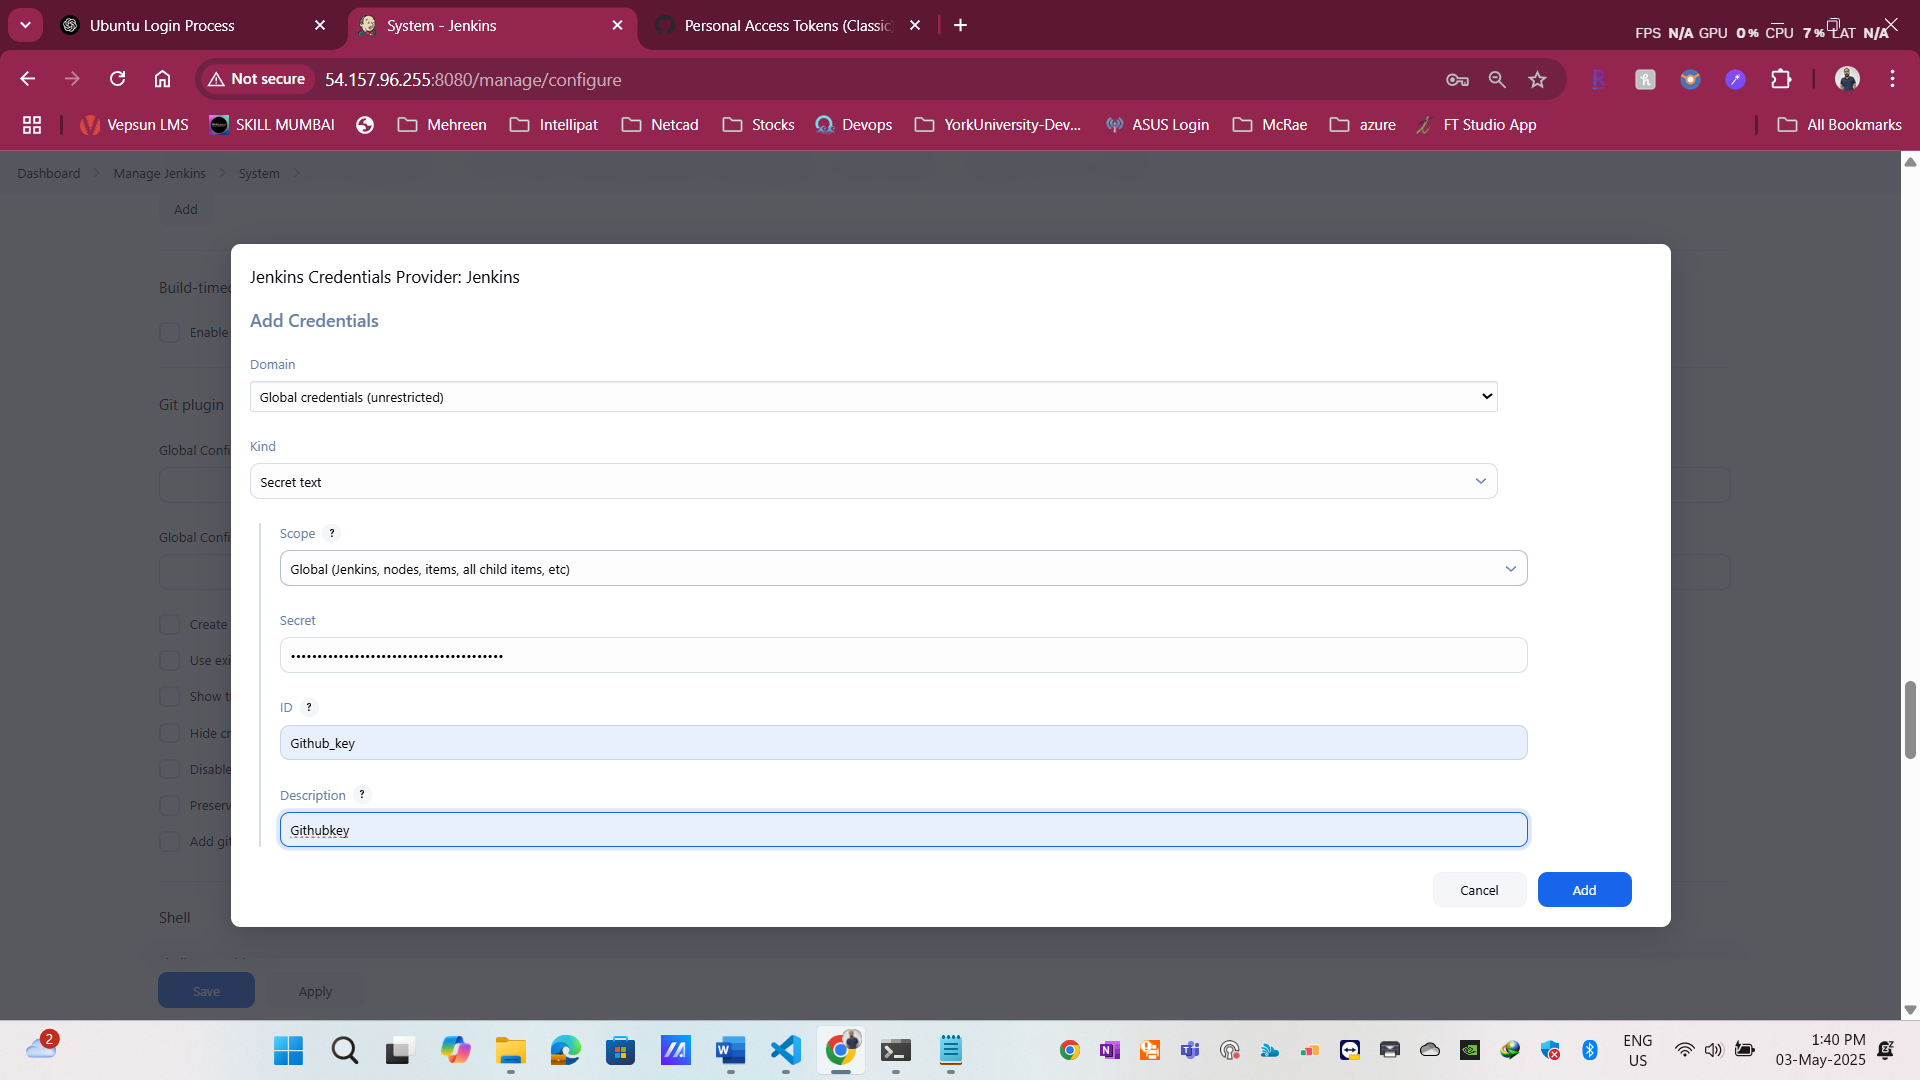 Ubuntu Login Process
System - Jenkins
Personal Access Tokens (Classic
FPS N/A GPU 0% CPU 7% LAT N/A
Not secure
54.157.96.255:8080/manage/configure
Vepsun LMS
SKILL MUMBAI
Mehreen
Intellipat
Netcad
Stocks
Devops
YorkUniversity-Dev...
ASUS Login
McRae
azure
FT Studio App
All Bookmarks
Dashboard
Manage Jenkins
System
Add
Jenkins Credentials Provider: Jenkins
Add Credentials
Domain
Global credentials (unrestricted)
Kind
Secret text
Scope ?
Global (Jenkins, nodes, items, all child items, etc)
Secret
••••••••••••••••••••••••••••••••••••••••
ID ?
Github_key
Description ?
Githubkey
Cancel
Add
Build-timeo
Enable
Git plugin
Global Confi
Global Confi
Create
Use exi
Show t
Hide cr
Disable
Preserv
Add git
Shell
Save
Apply
2
ENG
US
1:40 PM
03-May-2025